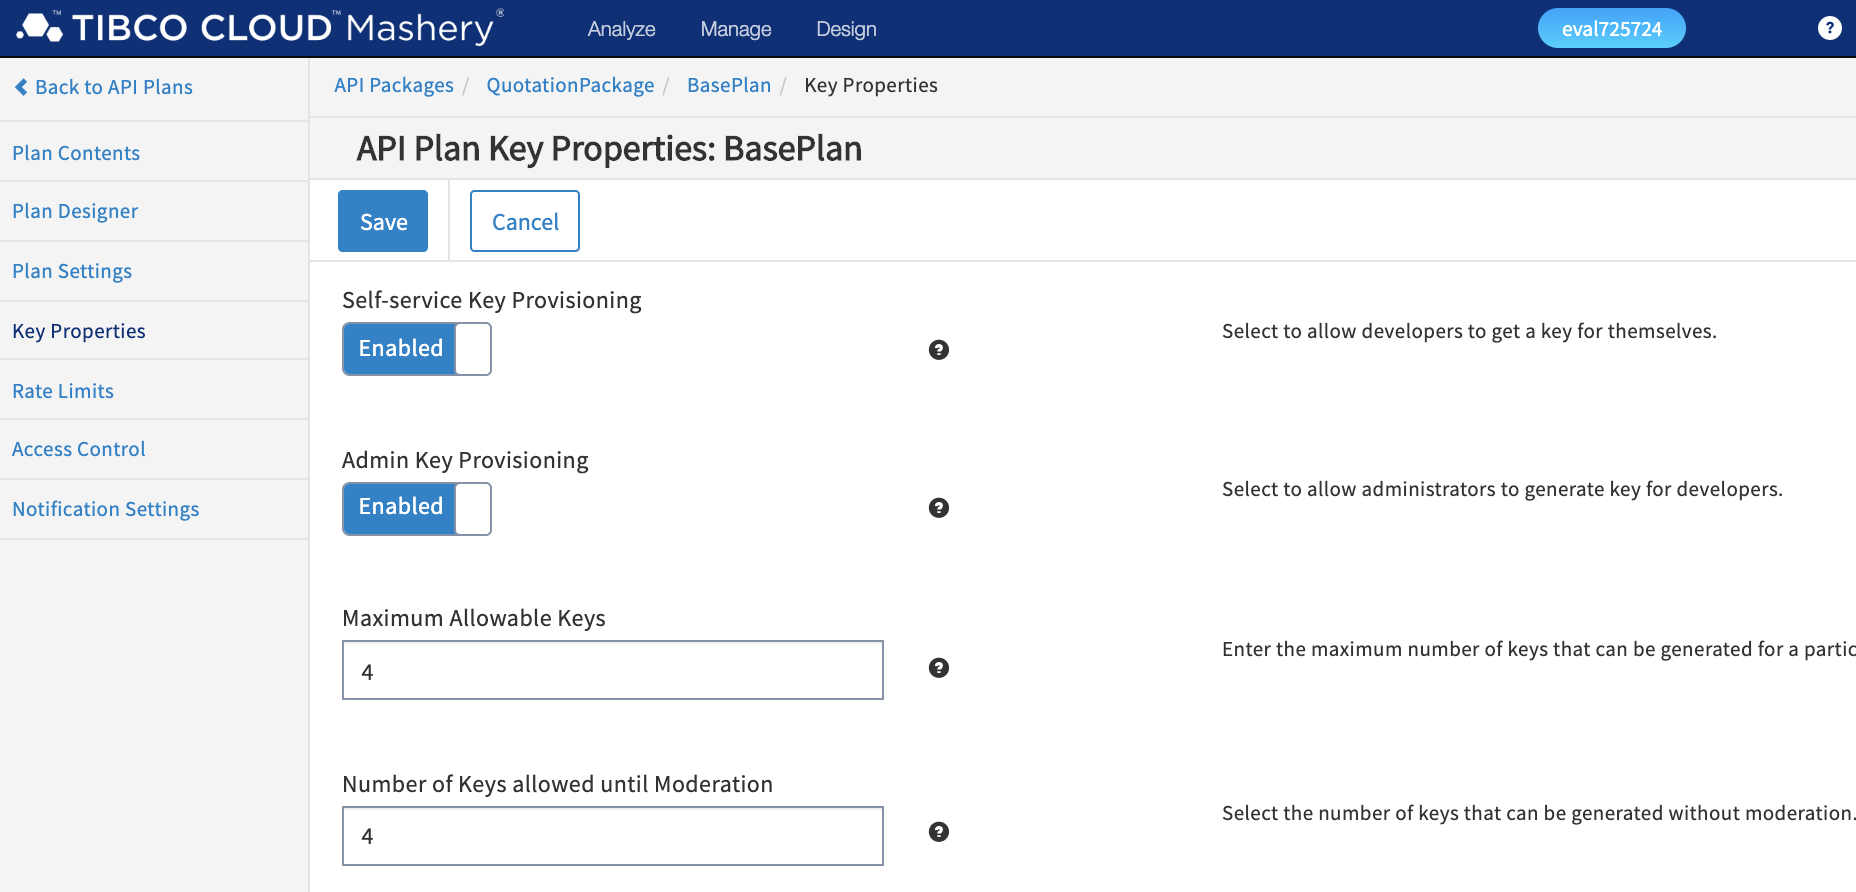 TIBCO CLOUD™ Mashery®
Analyze Manage Design
eval725724
?
Back to API Plans
API Packages / QuotationPackage / BasePlan / Key Properties
Plan Contents
Plan Designer
Plan Settings
Key Properties
Rate Limits
Access Control
Notification Settings
API Plan Key Properties: BasePlan
Save Cancel
Self-service Key Provisioning
Enabled
?
Select to allow developers to get a key for themselves.
Admin Key Provisioning
Enabled
?
Select to allow administrators to generate key for developers.
Maximum Allowable Keys
4
?
Enter the maximum number of keys that can be generated for a partic
Number of Keys allowed until Moderation
4
?
Select the number of keys that can be generated without moderation.